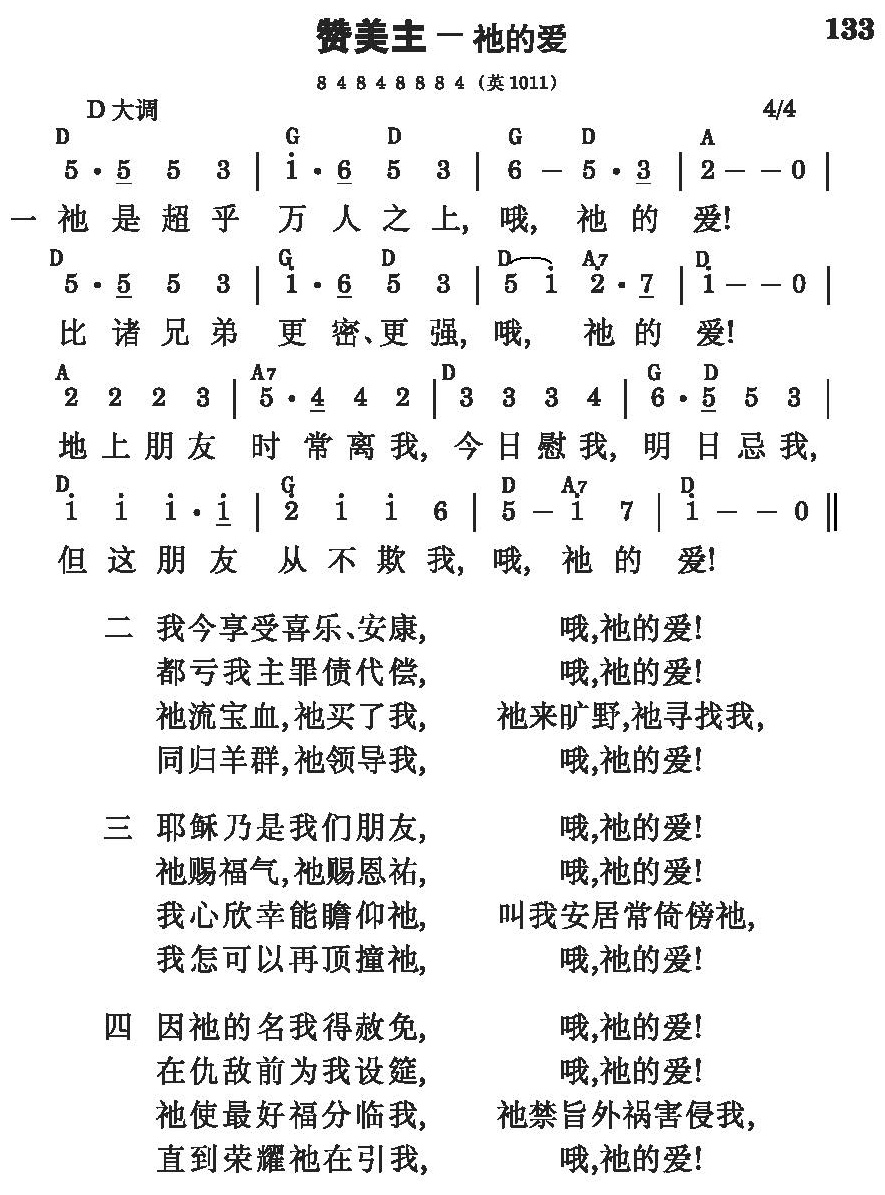 赞美主－祂的爱 133
8 4 8 4 8 8 8 4（英1011）
D大调 4/4
D G D G D A
5·5 5 3 | i·6 5 3 | 6－5·3 | 2－－0 |
一 祂是超乎 万人之上, 哦, 祂的 爱!
D G D D A7 D
5·5 5 3 | i·6 5 3 | 5 i 2̇·7 | i－－0 |
比诸兄弟 更密、更强, 哦, 祂的 爱!
A A7 D G D
2 2 2 3 | 5·4 4 2 | 3 3 3 4 | 6·5 5 3 |
地上朋友 时常离我, 今日慰我, 明日忌我,
D G D A7 D
i i i·i | 2̇ i i 6 | 5－i 7 | i－－0 ‖
但这朋友 从不欺我, 哦, 祂的 爱!
二 我今享受喜乐、安康, 哦,祂的爱!
都亏我主罪债代偿, 哦,祂的爱!
祂流宝血,祂买了我, 祂来旷野,祂寻找我,
同归羊群,祂领导我, 哦,祂的爱!
三 耶稣乃是我们朋友, 哦,祂的爱!
祂赐福气,祂赐恩祐, 哦,祂的爱!
我心欣幸能瞻仰祂, 叫我安居常倚傍祂,
我怎可以再顶撞祂, 哦,祂的爱!
四 因祂的名我得赦免, 哦,祂的爱!
在仇敌前为我设筵, 哦,祂的爱!
祂使最好福分临我, 祂禁旨外祸害侵我,
直到荣耀祂在引我, 哦,祂的爱!